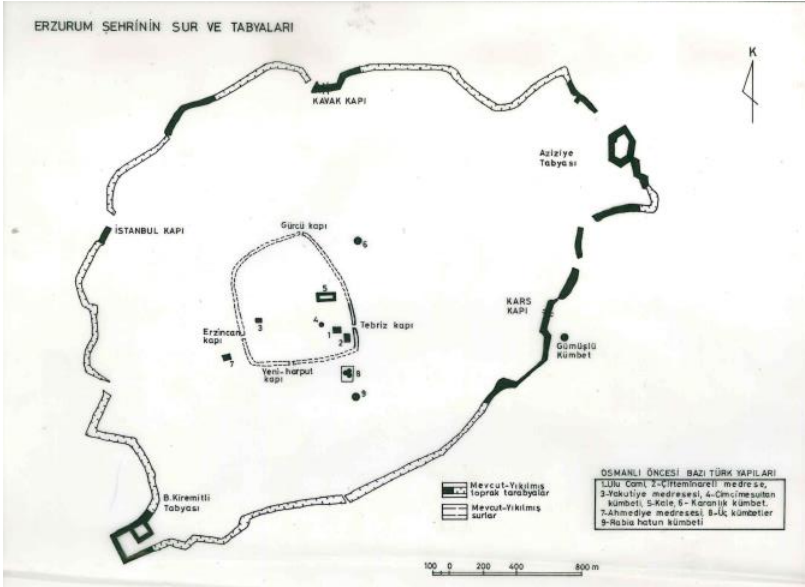 ERZURUM ŞEHRİNİN SUR VE TABYALARI
K
KAVAK KAPI
Aziziye
Tabyası
İSTANBUL KAPI
Gürcü kapı
6
5
KARS
KAPI
3
4
Tebriz kapı
1
2
Erzincan
kapı
Gümüşlü
Kümbet
7
Yeni-harput
kapı
8
9
B.Kiremitli
Tabyası
Mevcut-Yıkılmış
toprak tarabyalar
Mevcut-Yıkılmış
surlar
OSMANLI ÖNCESİ BAZI TÜRK YAPILARI
1.Ulu Cami, 2-Çifteminareli medrese,
3-Yakutiye medresesi, 4-Cimcimesultan
kümbeti, 5-Kale, 6-Karanlık kümbet.
7-Ahmediye medresesi, 8-Üç kümbetler
9-Rabia hatun kümbeti
100 0 200 400 800 m